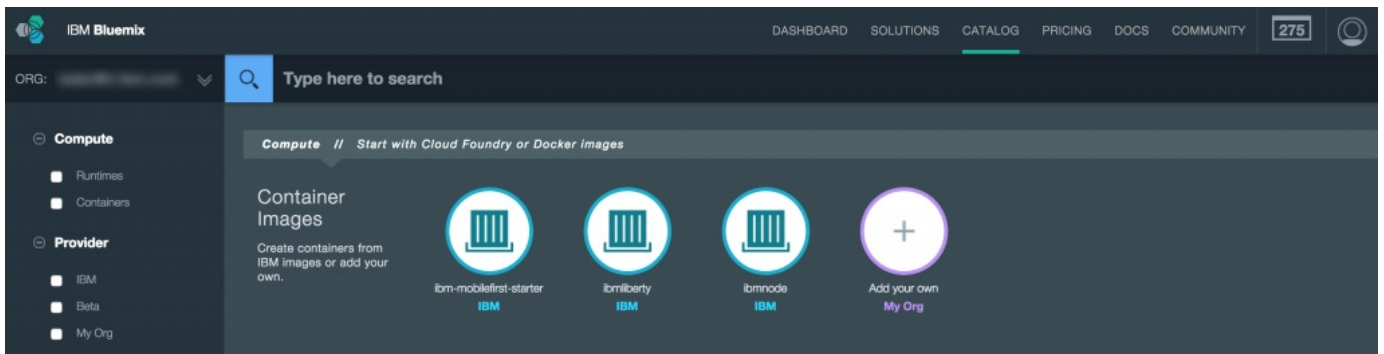 IBM Bluemix
DASHBOARD SOLUTIONS CATALOG PRICING DOCS COMMUNITY 275
ORG:
Type here to search
Compute
Runtimes
Containers
Provider
IBM
Beta
My Org
Compute // Start with Cloud Foundry or Docker images
Container
Images
Create containers from
IBM images or add your
own.
ibm-mobilefirst-starter
IBM
ibmliberty
IBM
ibmnode
IBM
Add your own
My Org